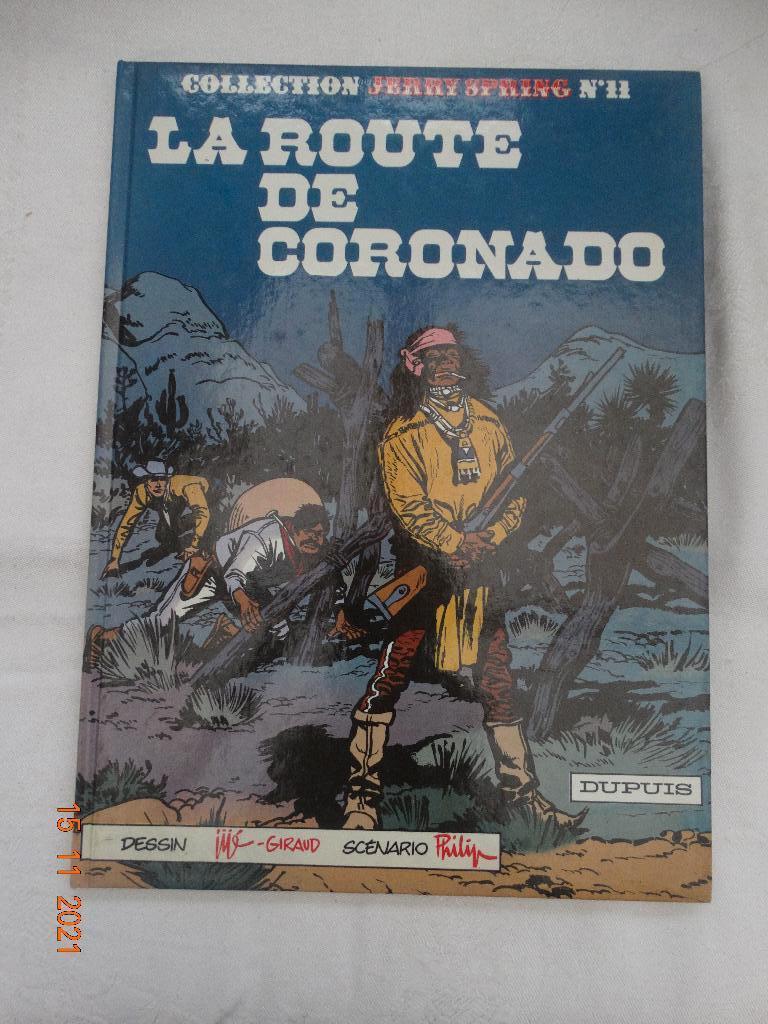 COLLECTION JERRY SPRING N°11
LA ROUTE
DE
CORONADO
DUPUIS
DESSIN Jijé - GIRAUD SCÉNARIO Philip
15 11 2021